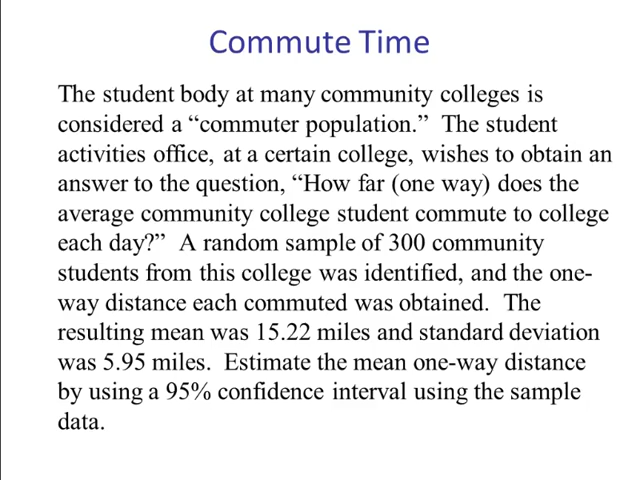 Commute Time
The student body at many community colleges is
considered a “commuter population.”  The student
activities office, at a certain college, wishes to obtain an
answer to the question, “How far (one way) does the
average community college student commute to college
each day?”  A random sample of 300 community
students from this college was identified, and the one-
way distance each commuted was obtained.  The
resulting mean was 15.22 miles and standard deviation
was 5.95 miles.  Estimate the mean one-way distance
by using a 95% confidence interval using the sample
data.